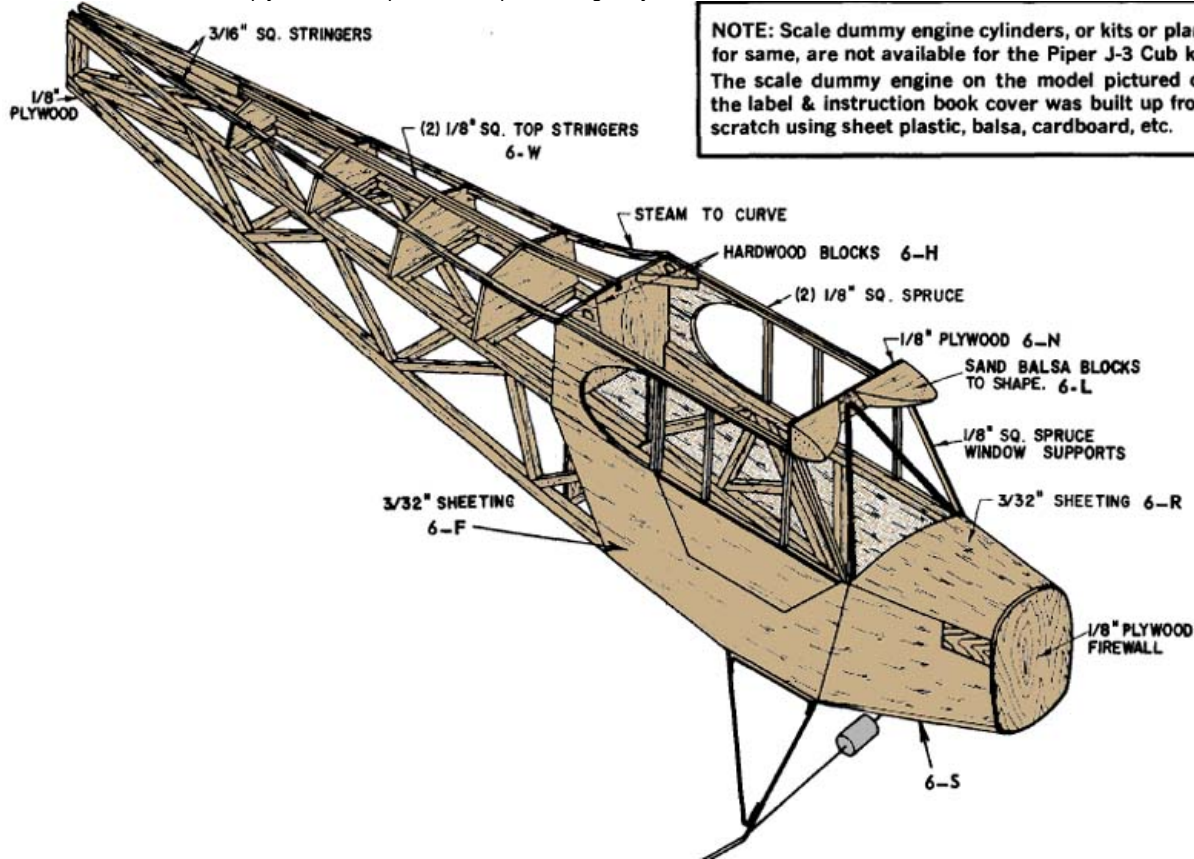 NOTE: Scale dummy engine cylinders, or kits or plan
for same, are not available for the Piper J-3 Cub k
The scale dummy engine on the model pictured o
the label & instruction book cover was built up fro
scratch using sheet plastic, balsa, cardboard, etc.
3/16" SQ. STRINGERS
1/8"
PLYWOOD
(2) 1/8" SQ. TOP STRINGERS
6-W
STEAM TO CURVE
HARDWOOD BLOCKS 6-H
(2) 1/8" SQ. SPRUCE
1/8" PLYWOOD 6-N
SAND BALSA BLOCKS
TO SHAPE. 6-L
1/8" SQ. SPRUCE
WINDOW SUPPORTS
3/32" SHEETING
6-F
3/32" SHEETING 6-R
1/8" PLYWOOD
FIREWALL
6-S